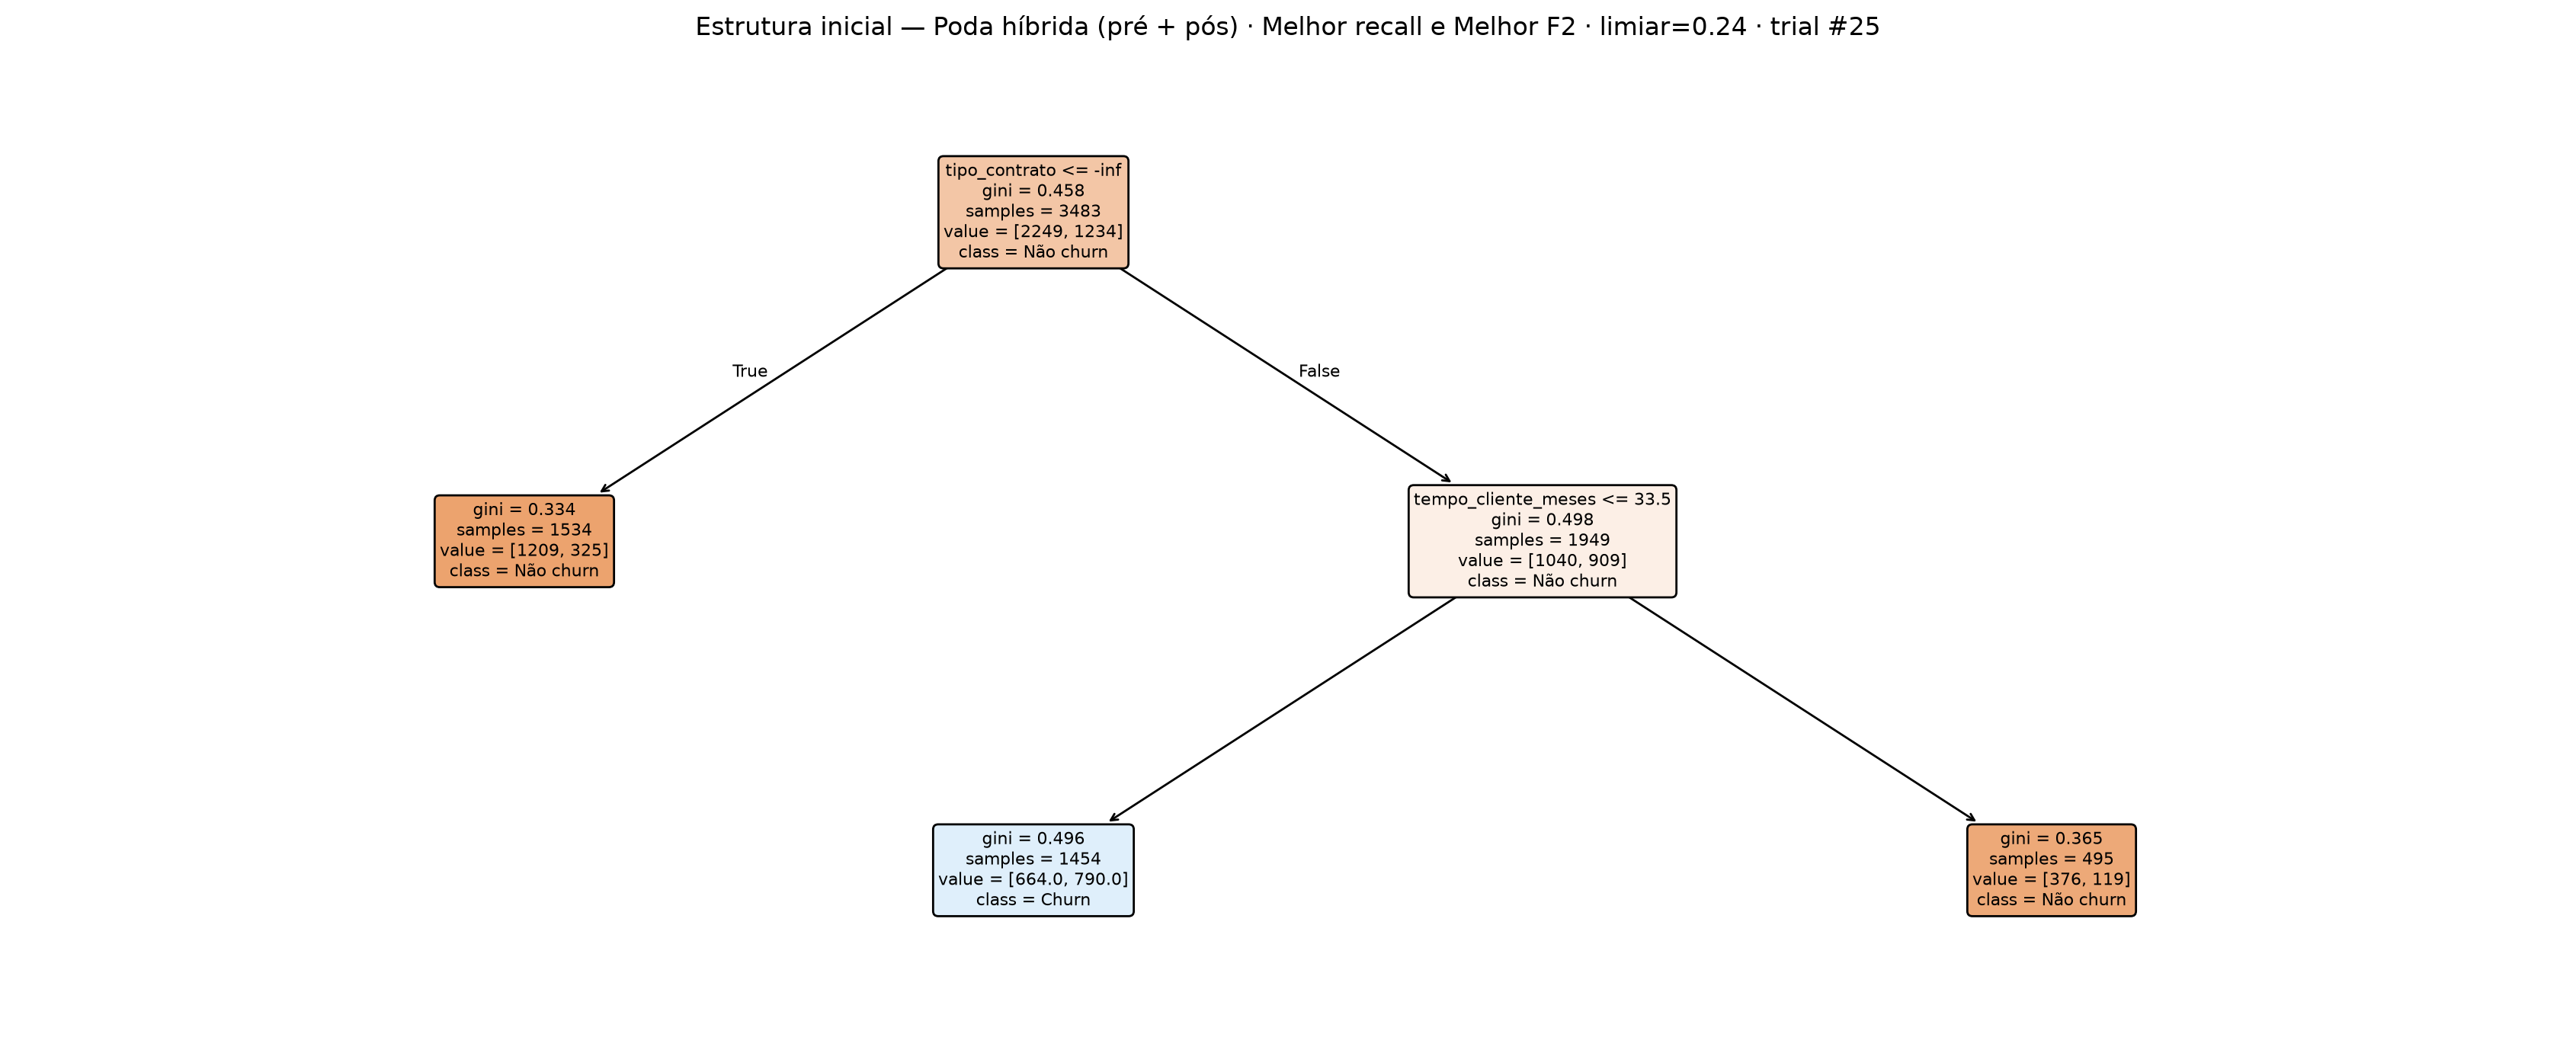 Estrutura inicial — Poda híbrida (pré + pós) · Melhor recall e Melhor F2 · limiar=0.24 · trial #25
tipo_contrato <= -inf
gini = 0.458
samples = 3483
value = [2249, 1234]
class = Não churn
True
False
gini = 0.334
samples = 1534
value = [1209, 325]
class = Não churn
tempo_cliente_meses <= 33.5
gini = 0.498
samples = 1949
value = [1040, 909]
class = Não churn
gini = 0.496
samples = 1454
value = [664.0, 790.0]
class = Churn
gini = 0.365
samples = 495
value = [376, 119]
class = Não churn